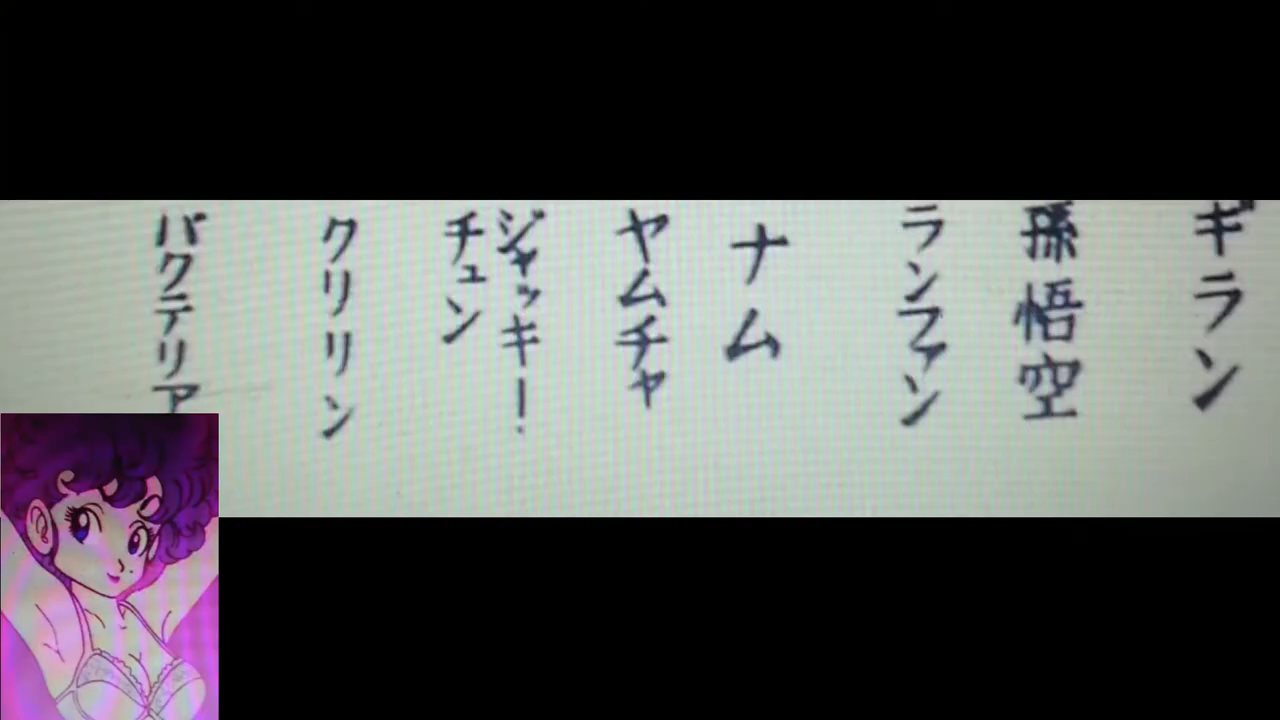 ギラン
孫悟空
ランファン
ナム
ヤムチャ
ジャッキー
チュン
クリリン
バクテリア